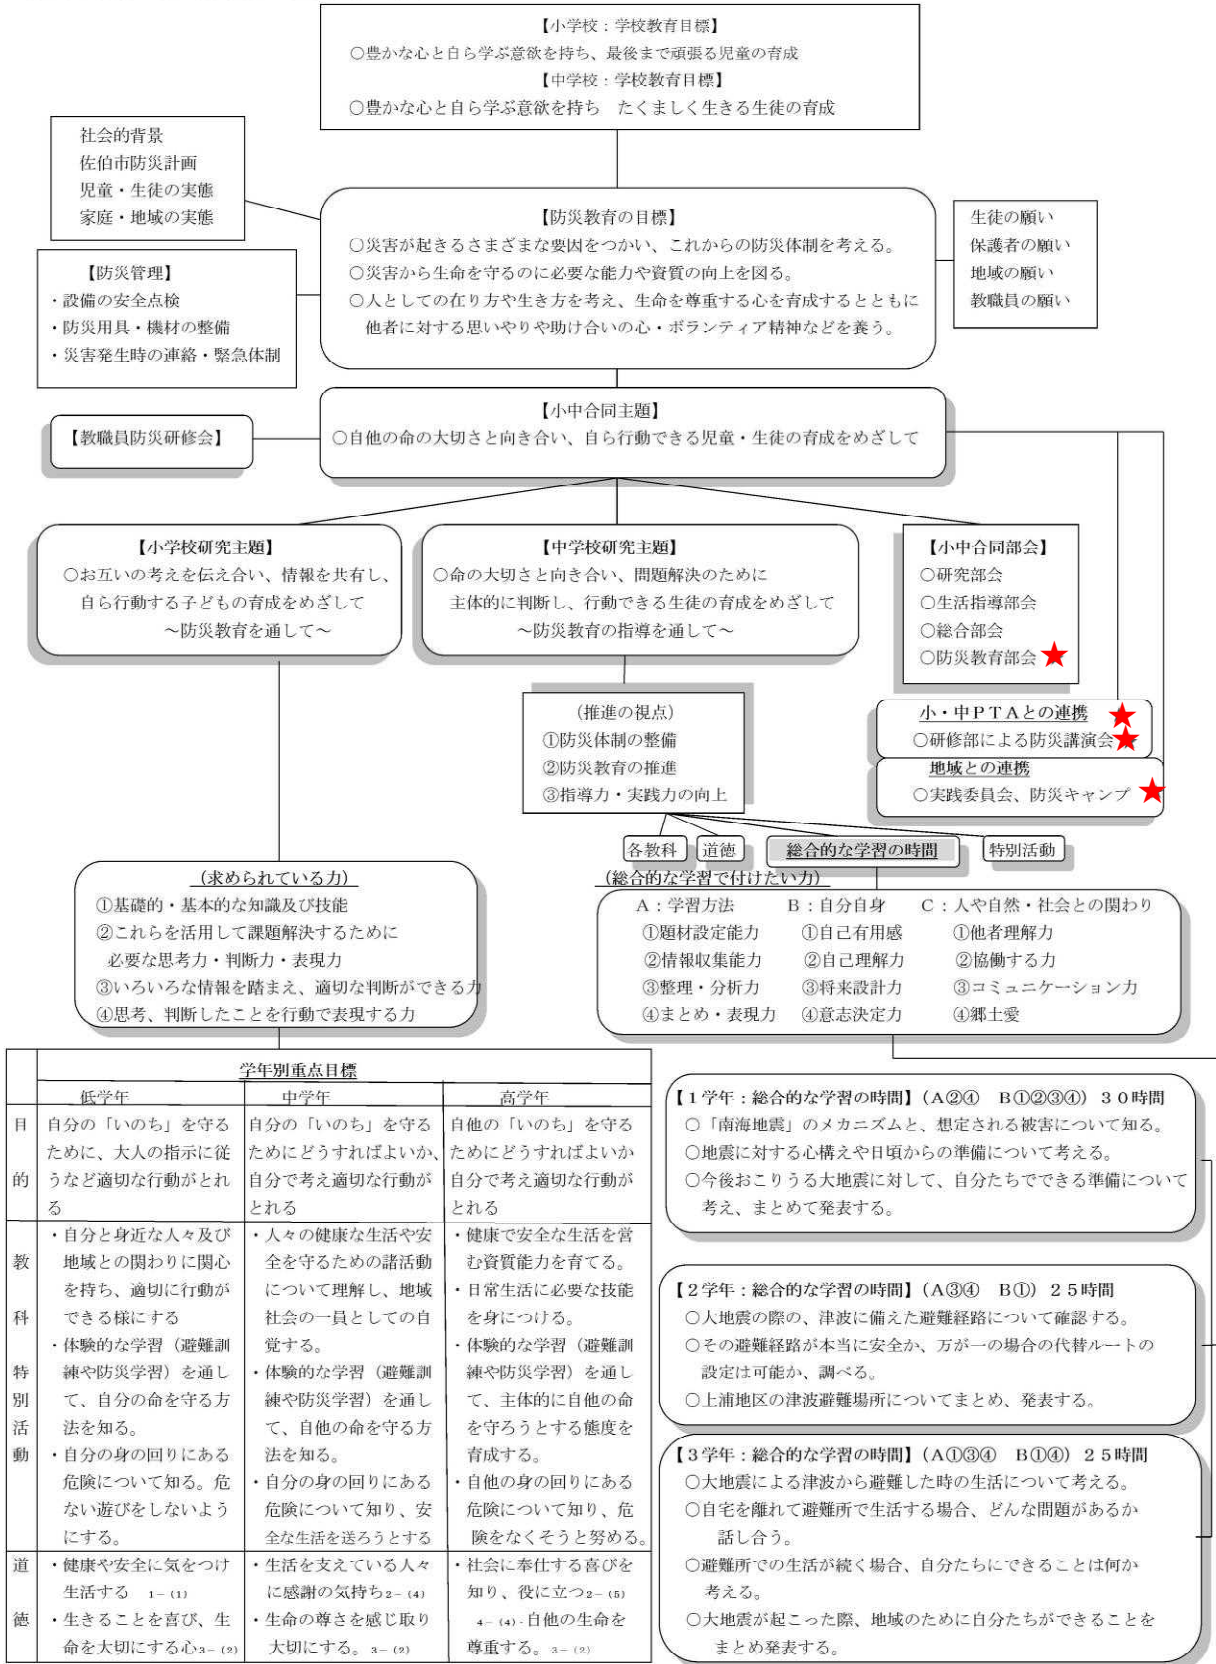 【小学校：学校教育目標】
○豊かな心と自ら学ぶ意欲を持ち、最後まで頑張る児童の育成
【中学校：学校教育目標】
○豊かな心と自ら学ぶ意欲を持ち　たくましく生きる生徒の育成
社会的背景
佐伯市防災計画
児童・生徒の実態
家庭・地域の実態
【防災教育の目標】
○災害が起きるさまざまな要因をつかい、これからの防災体制を考える。
○災害から生命を守るのに必要な能力や資質の向上を図る。
○人としての在り方や生き方を考え、生命を尊重する心を育成するとともに
他者に対する思いやりや助け合いの心・ボランティア精神などを養う。
生徒の願い
保護者の願い
地域の願い
教職員の願い
【防災管理】
・設備の安全点検
・防災用具・機材の整備
・災害発生時の連絡・緊急体制
【小中合同主題】
○自他の命の大切さと向き合い、自ら行動できる児童・生徒の育成をめざして
【教職員防災研修会】
【小学校研究主題】
○お互いの考えを伝え合い、情報を共有し、
自ら行動する子どもの育成をめざして
～防災教育を通して～
【中学校研究主題】
○命の大切さと向き合い、問題解決のために
主体的に判断し、行動できる生徒の育成をめざして
～防災教育の指導を通して～
【小中合同部会】
○研究部会
○生活指導部会
○総合部会
○防災教育部会
小・中ＰＴＡとの連携
○研修部による防災講演会
地域との連携
○実践委員会、防災キャンプ
（推進の視点）
①防災体制の整備
②防災教育の推進
③指導力・実践力の向上
各教科　道徳　総合的な学習の時間　特別活動
（求められている力）
①基礎的・基本的な知識及び技能
②これらを活用して課題解決するために
必要な思考力・判断力・表現力
③いろいろな情報を踏まえ、適切な判断ができる力
④思考、判断したことを行動で表現する力
（総合的な学習で付けたい力）
Ａ：学習方法　Ｂ：自分自身　Ｃ：人や自然・社会との関わり
①題材設定能力　①自己有用感　①他者理解力
②情報収集能力　②自己理解力　②協働する力
③整理・分析力　③将来設計力　③コミュニケーション力
④まとめ・表現力　④意志決定力　④郷土愛
学年別重点目標
低学年　中学年　高学年
目的
自分の「いのち」を守る
ために、大人の指示に従
うなど適切な行動がとれ
る
自分の「いのち」を守る
ためにどうすればよいか、
自分で考え適切な行動が
とれる
自他の「いのち」を守る
ためにどうすればよいか
自分で考え適切な行動が
とれる
教科
特別活動
・自分と身近な人々及び
地域との関わりに関心
を持ち、適切に行動が
できる様にする
・体験的な学習（避難訓
練や防災学習）を通し
て、自分の命を守る方
法を知る。
・自分の身の回りにある
危険について知る。危
ない遊びをしないよう
にする。
・人々の健康な生活や安
全を守るための諸活動
について理解し、地域
社会の一員としての自
覚する。
・体験的な学習（避難訓
練や防災学習）を通し
て、自他の命を守る方
法を知る。
・自分の身の回りにある
危険について知り、安
全な生活を送ろうとする
・健康で安全な生活を営
む資質能力を育てる。
・日常生活に必要な技能
を身につける。
・体験的な学習（避難訓
練や防災学習）を通し
て、主体的に自他の命
を守ろうとする態度を
育成する。
・自他の身の回りにある
危険について知り、危
険をなくそうと努める。
道徳
・健康や安全に気をつけ
生活する　1－(1)
・生きることを喜び、生
命を大切にする心3－(2)
・生活を支えている人々
に感謝の気持ち2－(4)
・生命の尊さを感じ取り
大切にする。3－(2)
・社会に奉仕する喜びを
知り、役に立つ2－(5)
4－(4)・自他の生命を
尊重する。3－(2)
【１学年：総合的な学習の時間】（Ａ②④　Ｂ①②③④）３０時間
○「南海地震」のメカニズムと、想定される被害について知る。
○地震に対する心構えや日頃からの準備について考える。
○今後おこりうる大地震に対して、自分たちでできる準備について
考え、まとめて発表する。
【２学年：総合的な学習の時間】（Ａ③④　Ｂ①）２５時間
○大地震の際の、津波に備えた避難経路について確認する。
○その避難経路が本当に安全か、万が一の場合の代替ルートの
設定は可能か、調べる。
○上浦地区の津波避難場所についてまとめ、発表する。
【３学年：総合的な学習の時間】（Ａ①③④　Ｂ①④）２５時間
○大地震による津波から避難した時の生活について考える。
○自宅を離れて避難所で生活する場合、どんな問題があるか
話し合う。
○避難所での生活が続く場合、自分たちにできることは何か
考える。
○大地震が起こった際、地域のために自分たちができることを
まとめ発表する。